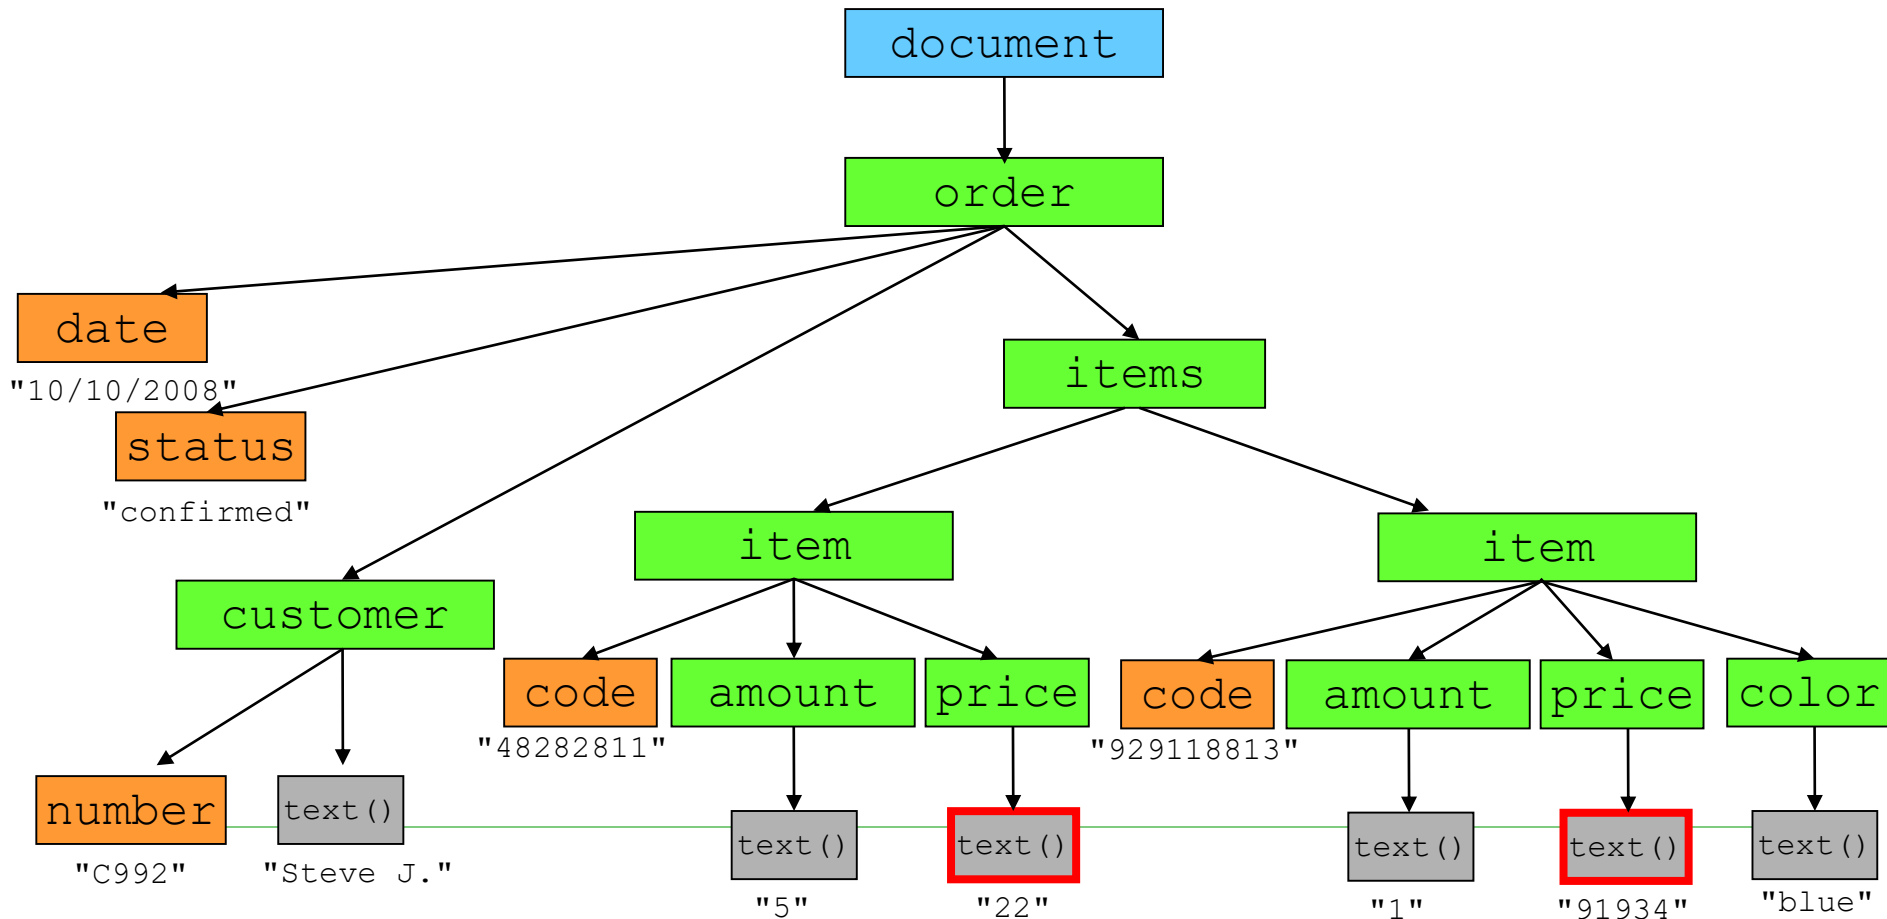 document
order
date
"10/10/2008"
items
status
"confirmed"
item
item
customer
code
amount
price
code
amount
price
color
"48282811"
"929118813"
number
text()
text()
text()
text()
text()
text()
"C992"
"Steve J."
"5"
"22"
"1"
"91934"
"blue"